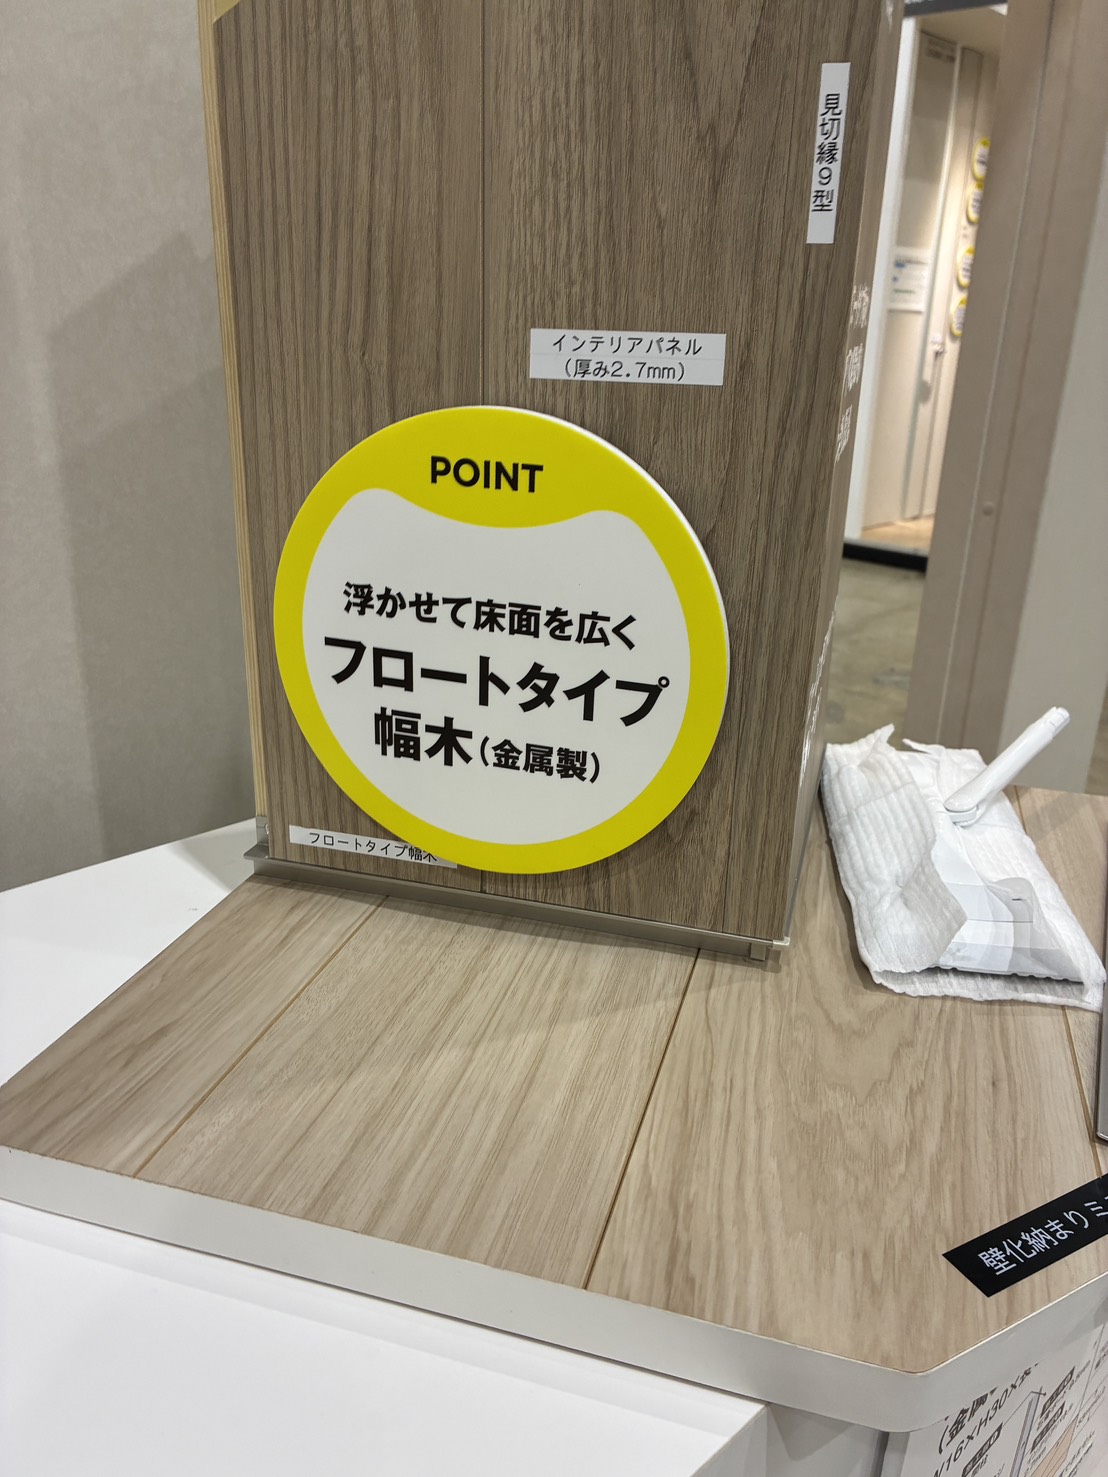 見切縁9型
インテリアパネル
(厚み2.7mm)
POINT
浮かせて床面を広く
フロートタイプ
幅木(金属製)
フロートタイプ幅木
壁化納まりミ